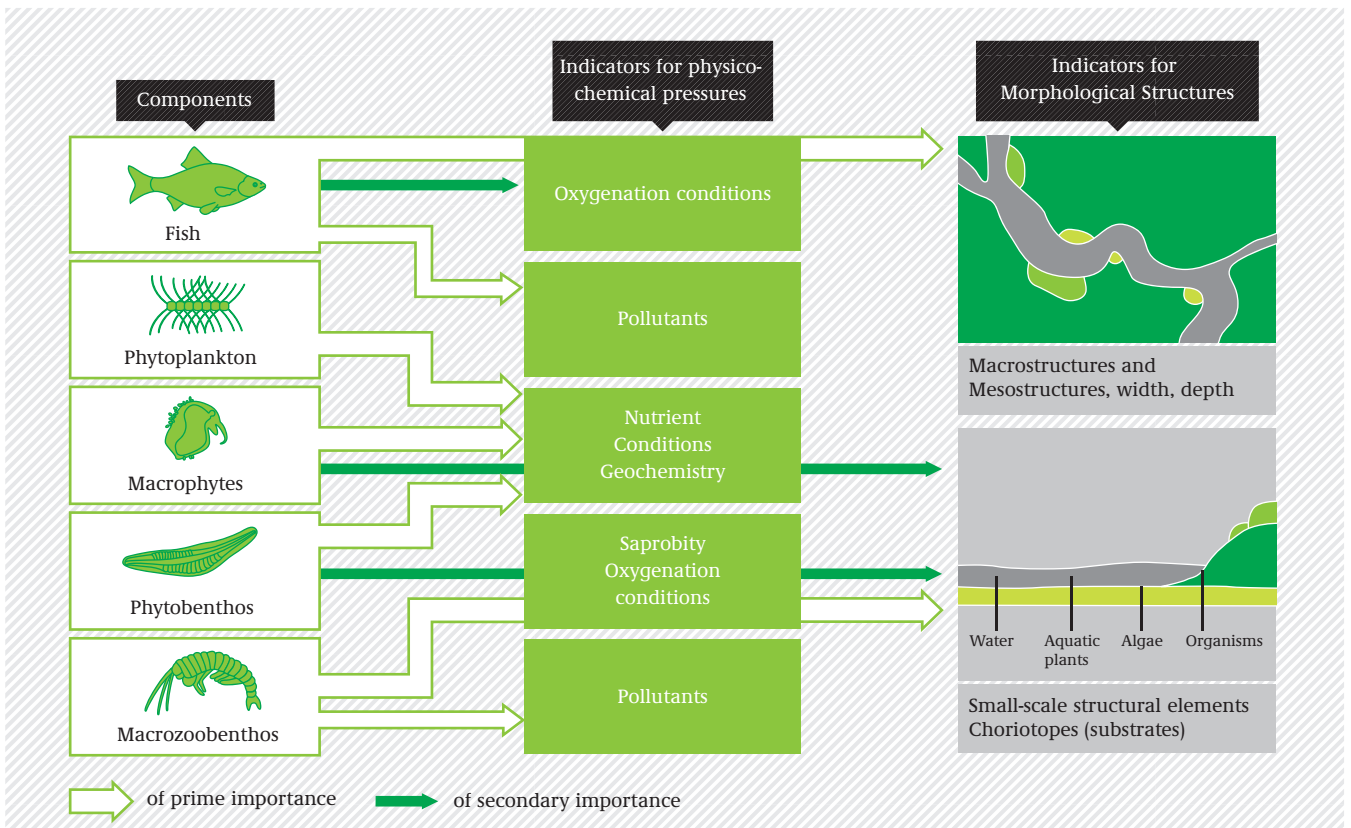 Components
Indicators for physico-
chemical pressures
Indicators for
Morphological Structures
Fish
Phytoplankton
Macrophytes
Phytobenthos
Macrozoobenthos
Oxygenation conditions
Pollutants
Nutrient
Conditions
Geochemistry
Saprobity
Oxygenation
conditions
Pollutants
Macrostructures and
Mesostructures, width, depth
Water
Aquatic
plants
Algae
Organisms
Small-scale structural elements
Choriotopes (substrates)
of prime importance
of secondary importance